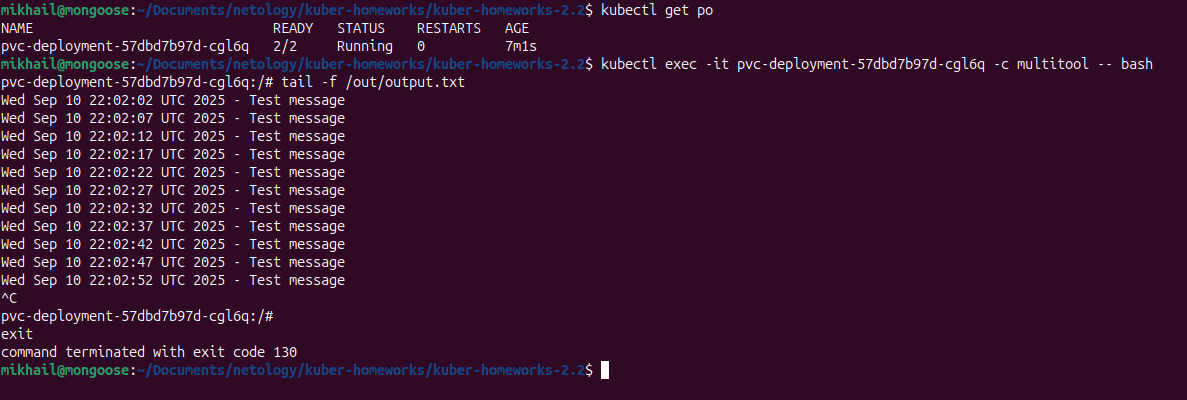 mikhail@mongoose:~/Documents/netology/kuber-homeworks/kuber-homeworks-2.2$ kubectl get po
NAME                              READY   STATUS    RESTARTS   AGE
pvc-deployment-57dbd7b97d-cgl6q   2/2     Running   0          7m1s
mikhail@mongoose:~/Documents/netology/kuber-homeworks/kuber-homeworks-2.2$ kubectl exec -it pvc-deployment-57dbd7b97d-cgl6q -c multitool -- bash
pvc-deployment-57dbd7b97d-cgl6q:/# tail -f /out/output.txt
Wed Sep 10 22:02:02 UTC 2025 - Test message
Wed Sep 10 22:02:07 UTC 2025 - Test message
Wed Sep 10 22:02:12 UTC 2025 - Test message
Wed Sep 10 22:02:17 UTC 2025 - Test message
Wed Sep 10 22:02:22 UTC 2025 - Test message
Wed Sep 10 22:02:27 UTC 2025 - Test message
Wed Sep 10 22:02:32 UTC 2025 - Test message
Wed Sep 10 22:02:37 UTC 2025 - Test message
Wed Sep 10 22:02:42 UTC 2025 - Test message
Wed Sep 10 22:02:47 UTC 2025 - Test message
Wed Sep 10 22:02:52 UTC 2025 - Test message
^C
pvc-deployment-57dbd7b97d-cgl6q:/#
exit
command terminated with exit code 130
mikhail@mongoose:~/Documents/netology/kuber-homeworks/kuber-homeworks-2.2$